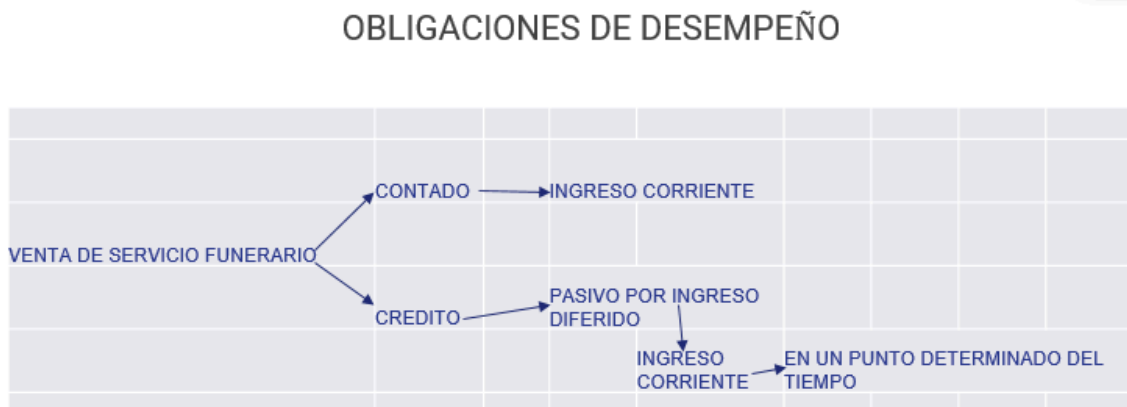 OBLIGACIONES DE DESEMPEÑO
CONTADO
INGRESO CORRIENTE
VENTA DE SERVICIO FUNERARIO
CREDITO
PASIVO POR INGRESO
DIFERIDO
INGRESO
CORRIENTE
EN UN PUNTO DETERMINADO DEL
TIEMPO